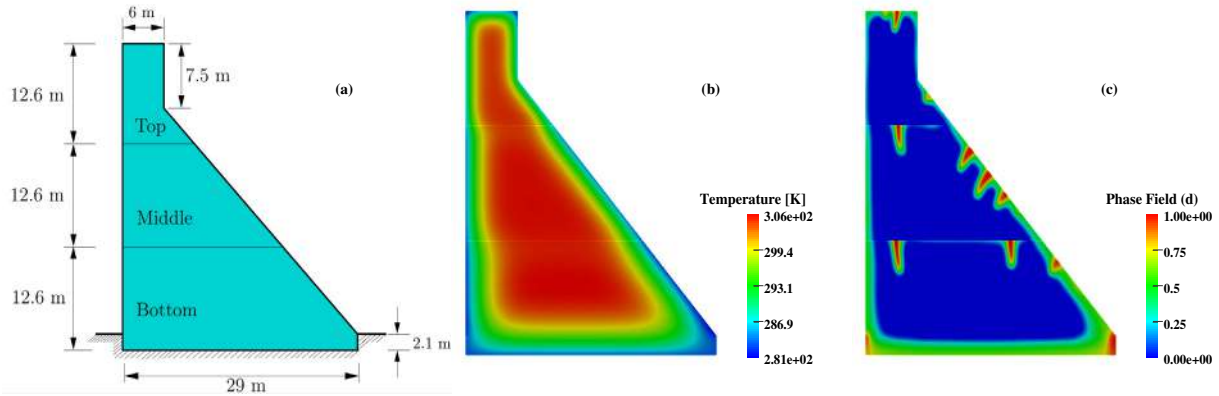 6 m
7.5 m
(a)
12.6 m
Top
12.6 m
Middle
12.6 m
Bottom
2.1 m
29 m
(b)
Temperature [K]
3.06e+02
299.4
293.1
286.9
2.81e+02
(c)
Phase Field (d)
1.00e+00
0.75
0.5
0.25
0.00e+00